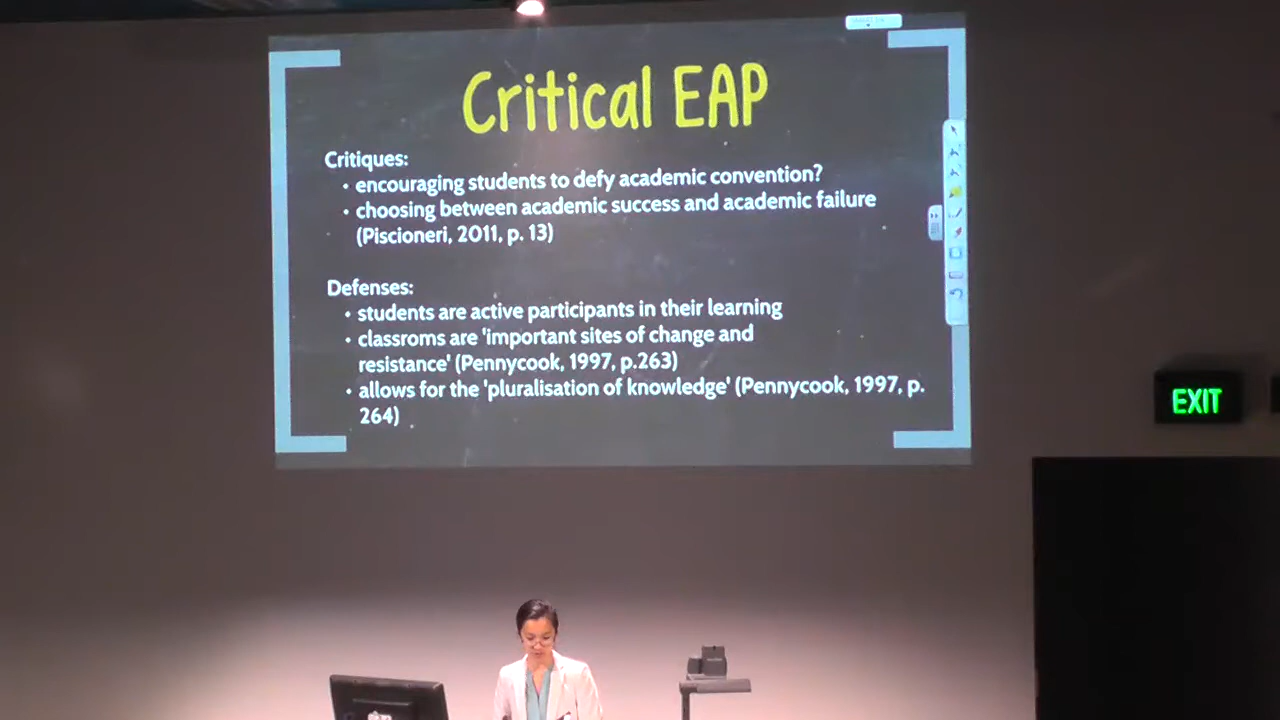 Critical EAP
Critiques:
• encouraging students to defy academic convention?
• choosing between academic success and academic failure
(Piscioneri, 2011, p. 13)
Defenses:
• students are active participants in their learning
• classroms are 'important sites of change and
resistance' (Pennycook, 1997, p.263)
• allows for the 'pluralisation of knowledge' (Pennycook, 1997, p.
264)
EXIT